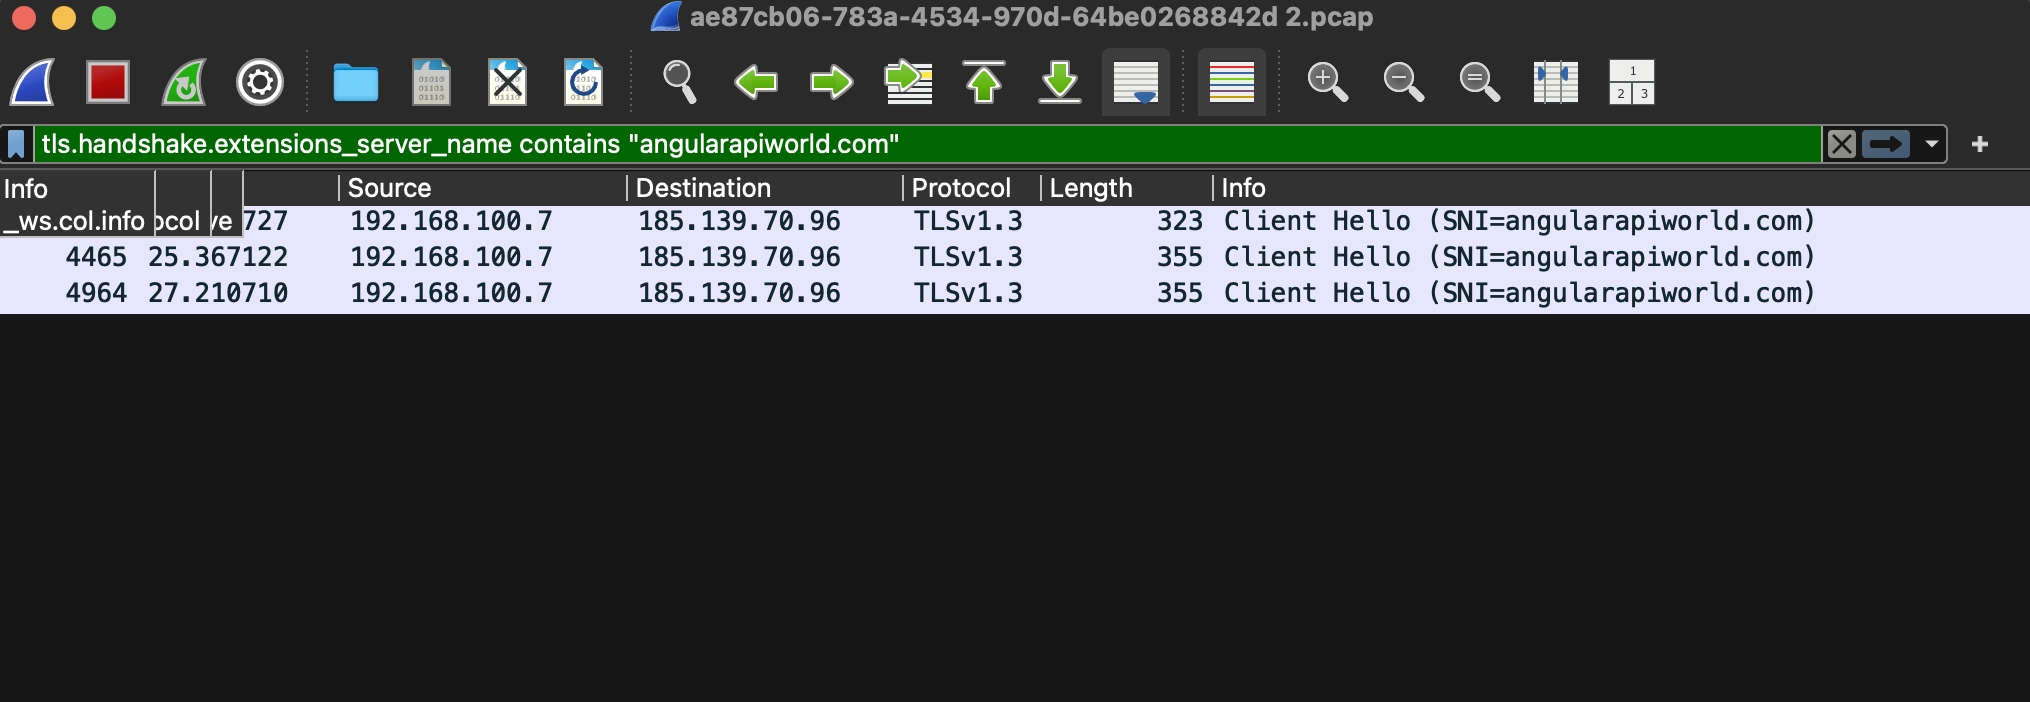 ae87cb06-783a-4534-970d-64be0268842d 2.pcap
tls.handshake.extensions_server_name contains "angularapiworld.com"
Info Source Destination Protocol Length Info
_ws.col.info ocol ve 727 192.168.100.7 185.139.70.96 TLSv1.3 323 Client Hello (SNI=angularapiworld.com)
4465 25.367122 192.168.100.7 185.139.70.96 TLSv1.3 355 Client Hello (SNI=angularapiworld.com)
4964 27.210710 192.168.100.7 185.139.70.96 TLSv1.3 355 Client Hello (SNI=angularapiworld.com)